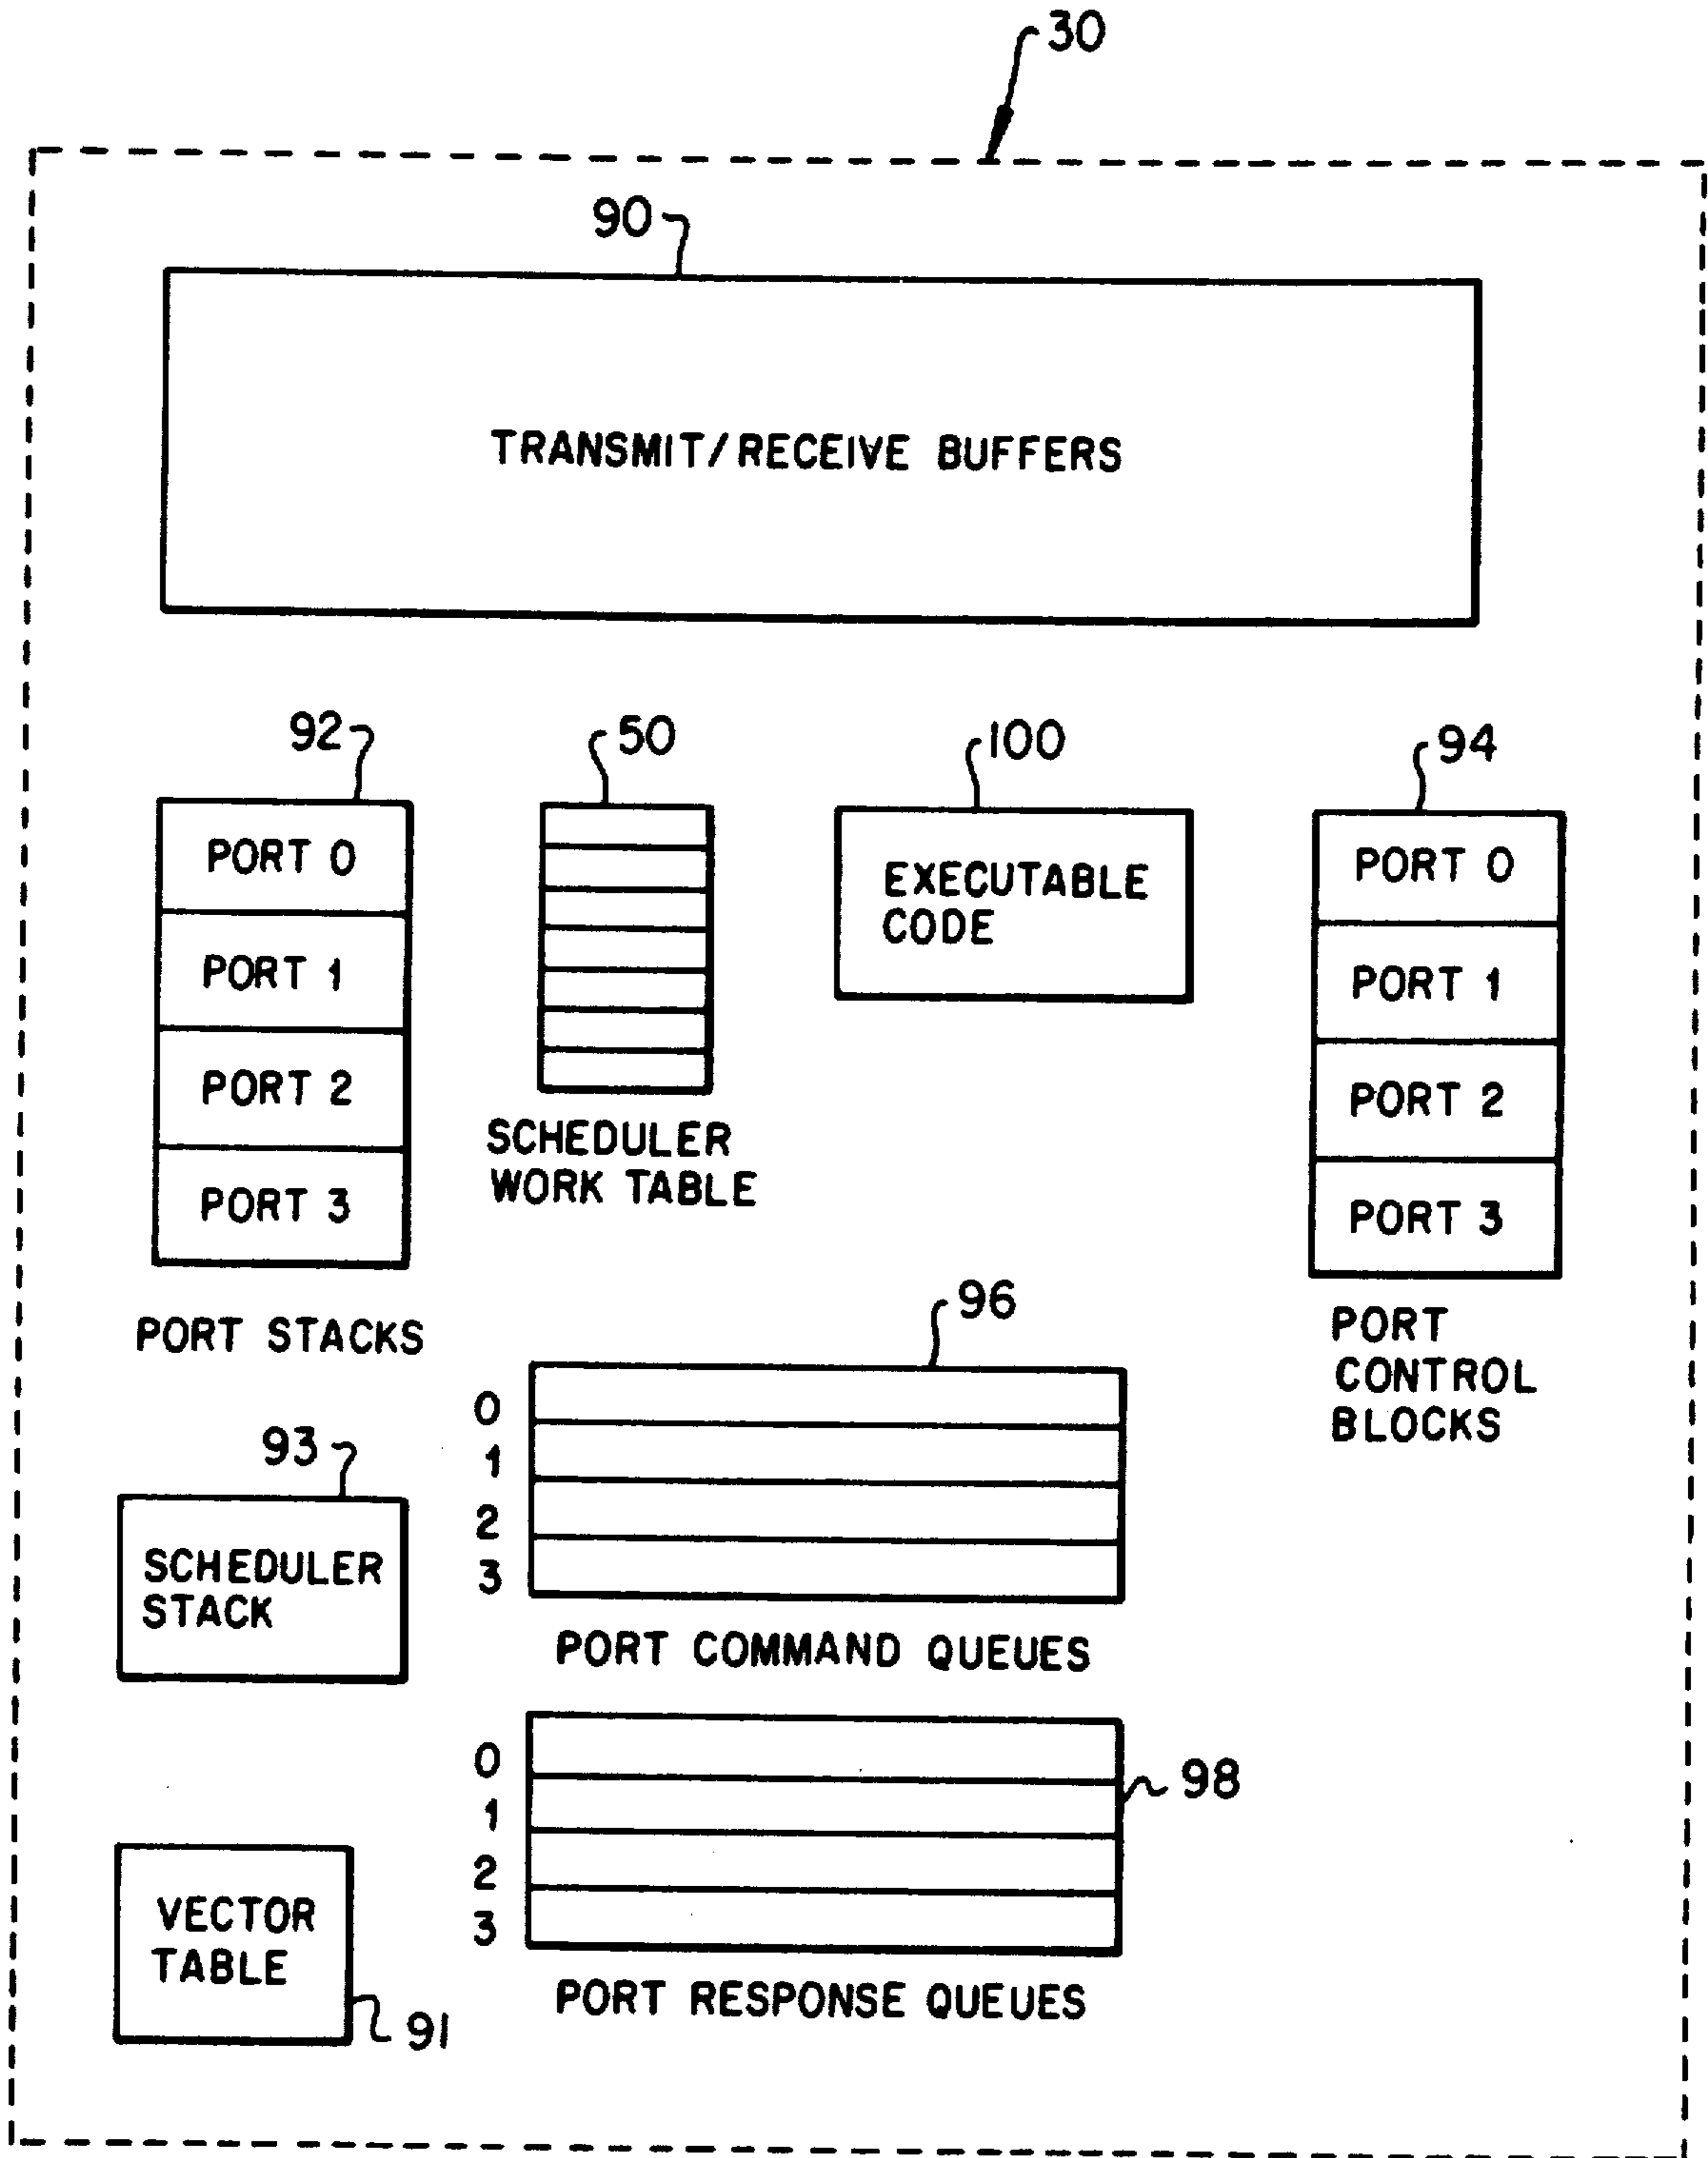 30
90
TRANSMIT/RECEIVE BUFFERS
92
50
100
94
PORT 0
PORT 1
PORT 2
PORT 3
PORT STACKS
SCHEDULER
WORK TABLE
EXECUTABLE
CODE
PORT 0
PORT 1
PORT 2
PORT 3
PORT
CONTROL
BLOCKS
96
0
1
2
3
PORT COMMAND QUEUES
93
SCHEDULER
STACK
98
0
1
2
3
PORT RESPONSE QUEUES
VECTOR
TABLE
91